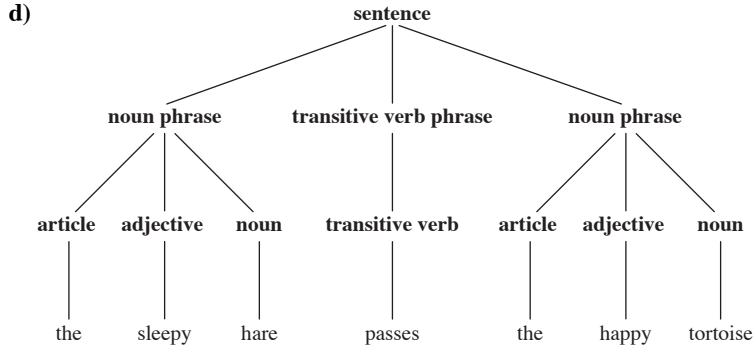 d)
sentence
noun phrase transitive verb phrase noun phrase
article adjective noun transitive verb article adjective noun
the sleepy hare passes the happy tortoise